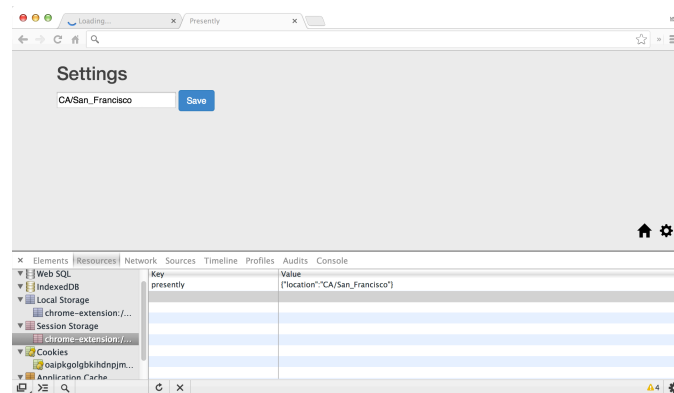 Loading...
Presently
Settings
CA/San_Francisco
Save
Elements Resources Network Sources Timeline Profiles Audits Console
Web SQL
IndexedDB
Local Storage
chrome-extension:/...
Session Storage
chrome-extension:/...
Cookies
oaipkgolgbkihdnpjm...
Application Cache
Key Value
presently {"location":"CA/San_Francisco"}
4